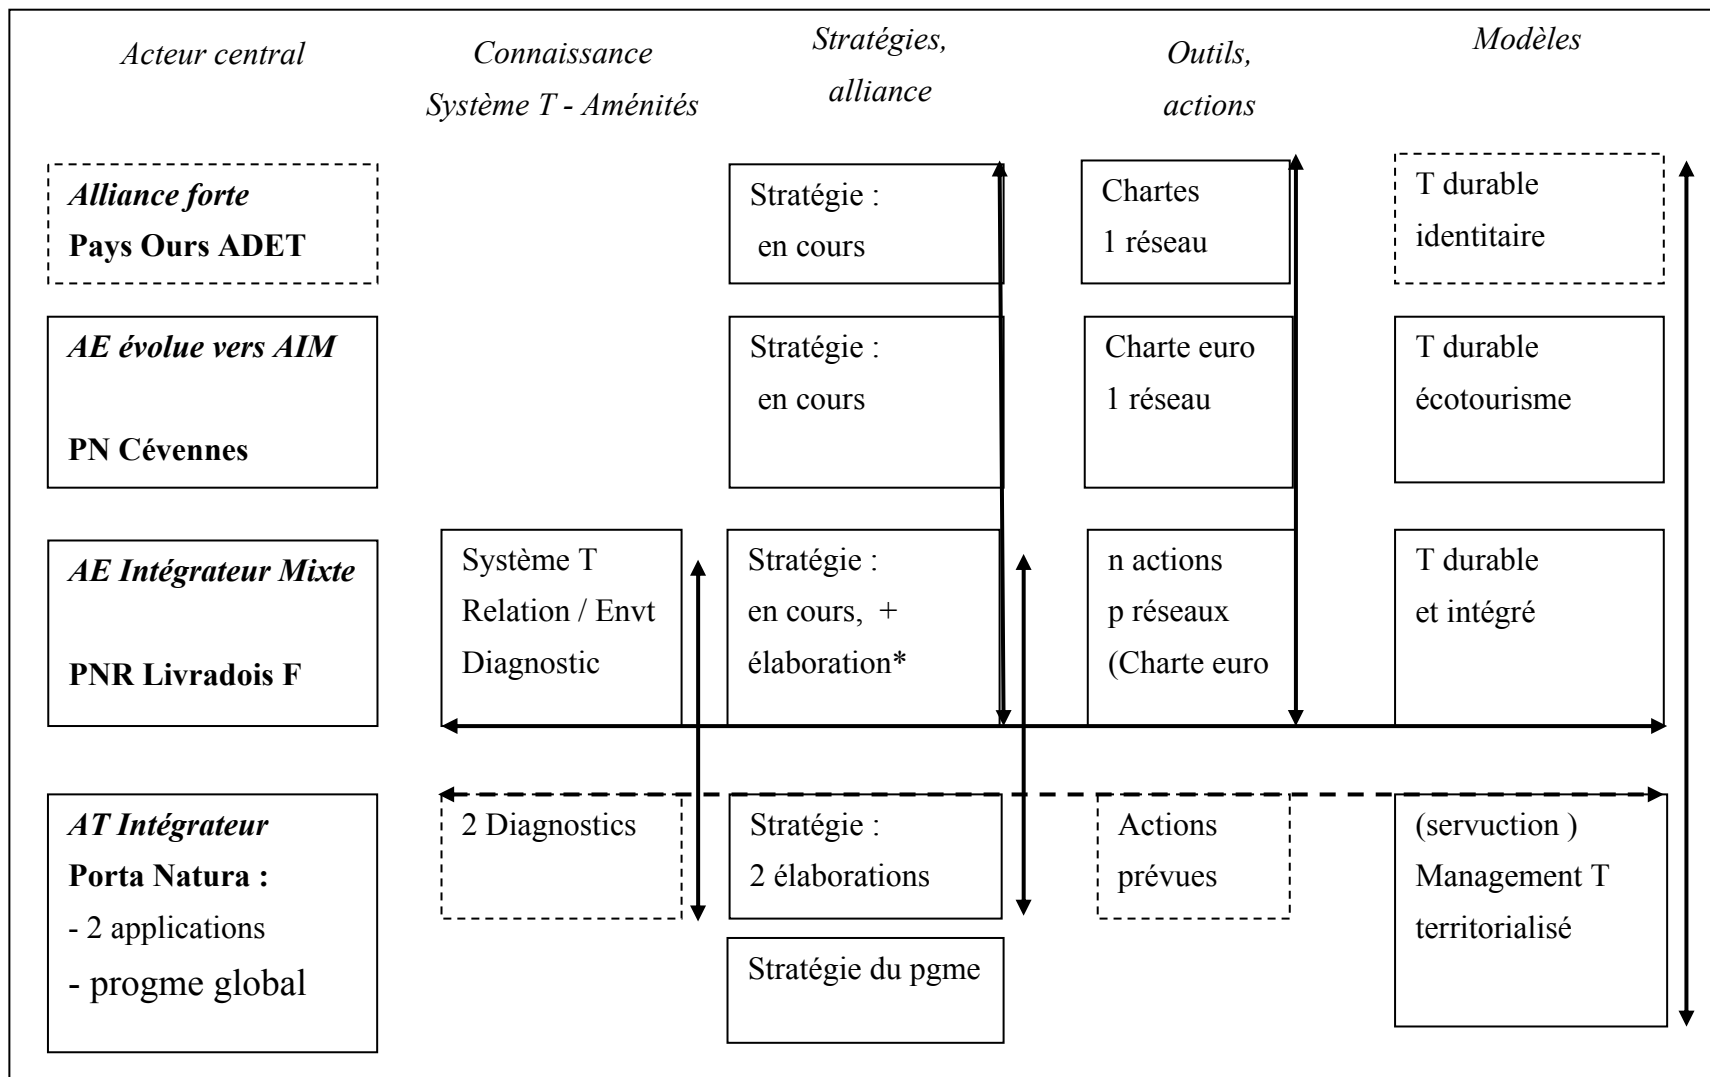 Acteur central
Connaissance
Système T - Aménités
Stratégies,
alliance
Outils,
actions
Modèles
Alliance forte
Pays Ours ADET
Stratégie :
en cours
Chartes
1 réseau
T durable
identitaire
AE évolue vers AIM
PN Cévennes
Stratégie :
en cours
Charte euro
1 réseau
T durable
écotourisme
AE Intégrateur Mixte
PNR Livradois F
Système T
Relation / Envt
Diagnostic
Stratégie :
en cours, +
élaboration*
n actions
p réseaux
(Charte euro
T durable
et intégré
AT Intégrateur
Porta Natura :
- 2 applications
- progme global
2 Diagnostics
Stratégie :
2 élaborations
Stratégie du pgme
Actions
prévues
(servuction )
Management T
territorialisé